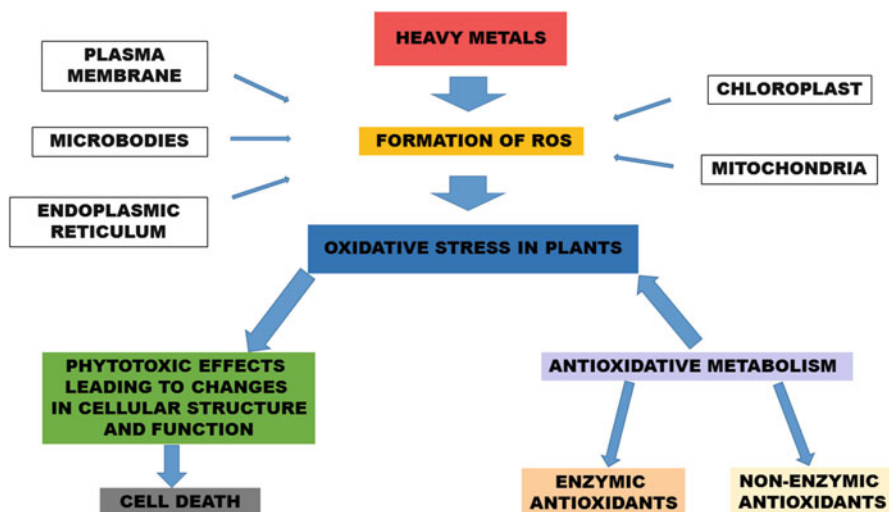 HEAVY METALS
PLASMA
MEMBRANE
CHLOROPLAST
MICROBODIES
FORMATION OF ROS
MITOCHONDRIA
ENDOPLASMIC
RETICULUM
OXIDATIVE STRESS IN PLANTS
PHYTOTOXIC EFFECTS
LEADING TO CHANGES
IN CELLULAR STRUCTURE
AND FUNCTION
ANTIOXIDATIVE METABOLISM
CELL DEATH
ENZYMIC
ANTIOXIDANTS
NON-ENZYMIC
ANTIOXIDANTS